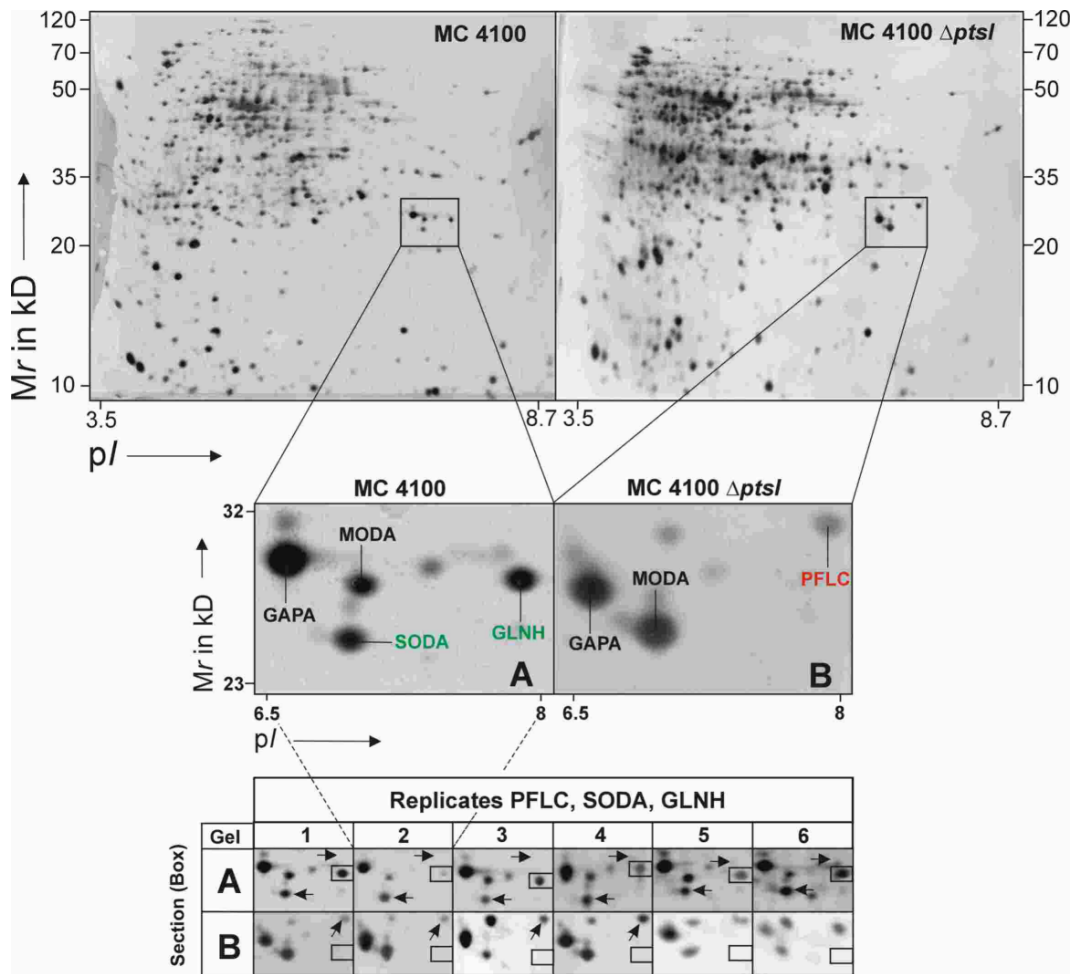 120 MC 4100 MC 4100 ΔptsI 120
70 70
50 50
35 35
20 20
10 10
Mr in kD
3.5 8.7 3.5 8.7
pI
MC 4100 MC 4100 ΔptsI
32
MODA
PFLC
GAPA MODA
SODA GLNH GAPA
A B
23
Mr in kD
6.5 8 6.5 8
pI
Replicates PFLC, SODA, GLNH
Gel 1 2 3 4 5 6
Section (Box)
A
B